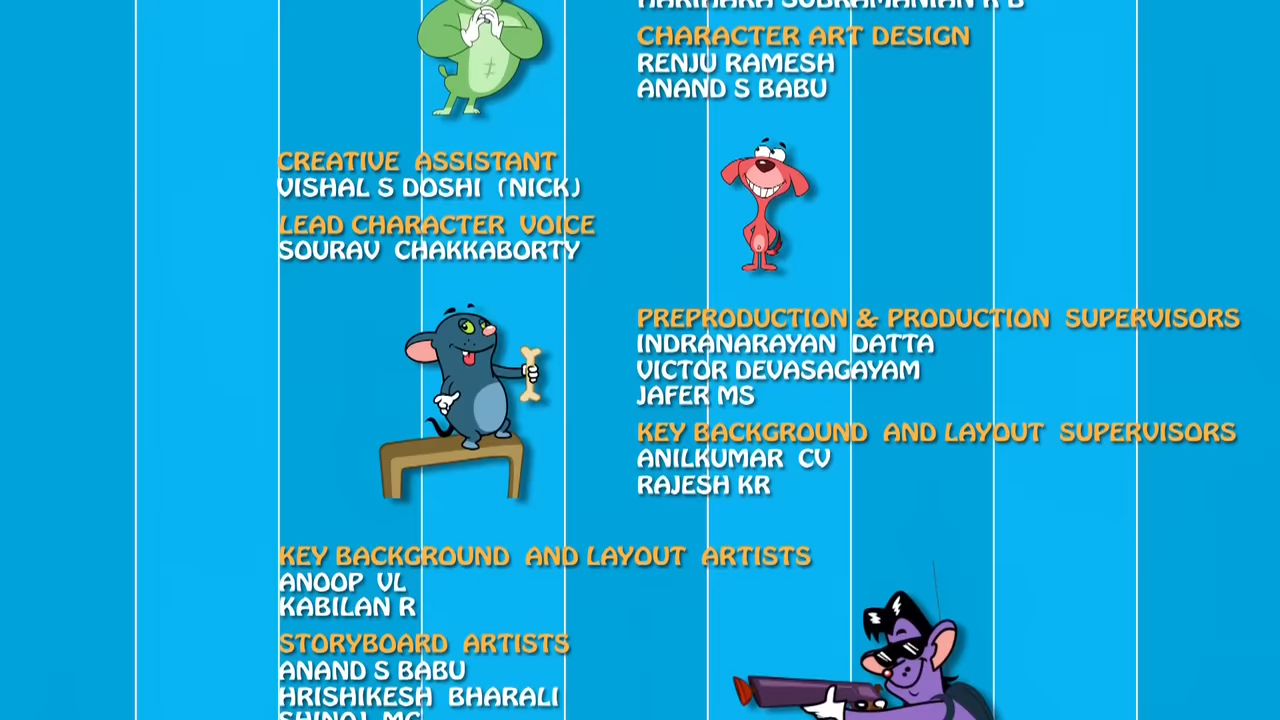 HARIHARA SUBRAMANIAN R B
CHARACTER ART DESIGN
RENJU RAMESH
ANAND S BABU
CREATIVE ASSISTANT
VISHAL S DOSHI (NICK)
LEAD CHARACTER VOICE
SOURAV CHAKKABORTY
PREPRODUCTION & PRODUCTION SUPERVISORS
INDRANARAYAN DATTA
VICTOR DEVASAGAYAM
JAFER MS
KEY BACKGROUND AND LAYOUT SUPERVISORS
ANILKUMAR CV
RAJESH KR
KEY BACKGROUND AND LAYOUT ARTISTS
ANOOP VL
KABILAN R
STORYBOARD ARTISTS
ANAND S BABU
HRISHIKESH BHARALI